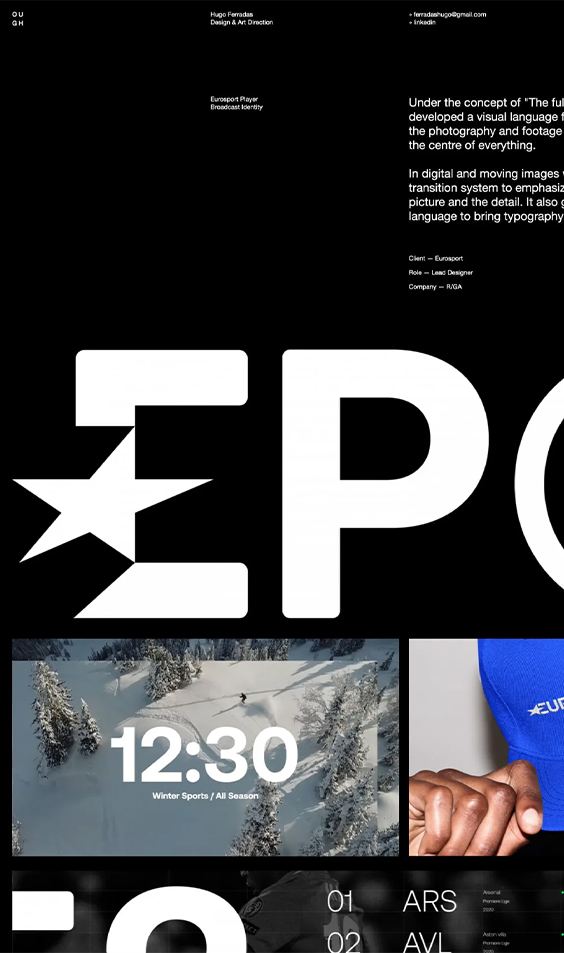 OU
GH
Hugo Ferradas
Design & Art Direction
+ ferradashugo@gmail.com
+ linkedin
Eurosport Player
Broadcast Identity
Under the concept of "The ful
developed a visual language f
the photography and footage
the centre of everything.
In digital and moving images
transition system to emphasiz
picture and the detail. It also g
language to bring typography
Client — Eurosport
Role — Lead Designer
Company — R/GA
EPO
12:30
Winter Sports / All Season
EU
01 ARS Arsenal
Premiere Lige
2020
02 AVL Aston villa
Premiere Lige